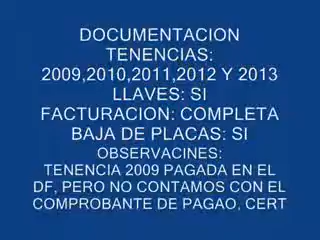 DOCUMENTACION
TENENCIAS:
2009,2010,2011,2012 Y 2013
LLAVES: SI
FACTURACION: COMPLETA
BAJA DE PLACAS: SI
OBSERVACINES:
TENENCIA 2009 PAGADA EN EL
DF, PERO NO CONTAMOS CON EL
COMPROBANTE DE PAGAO, CERT